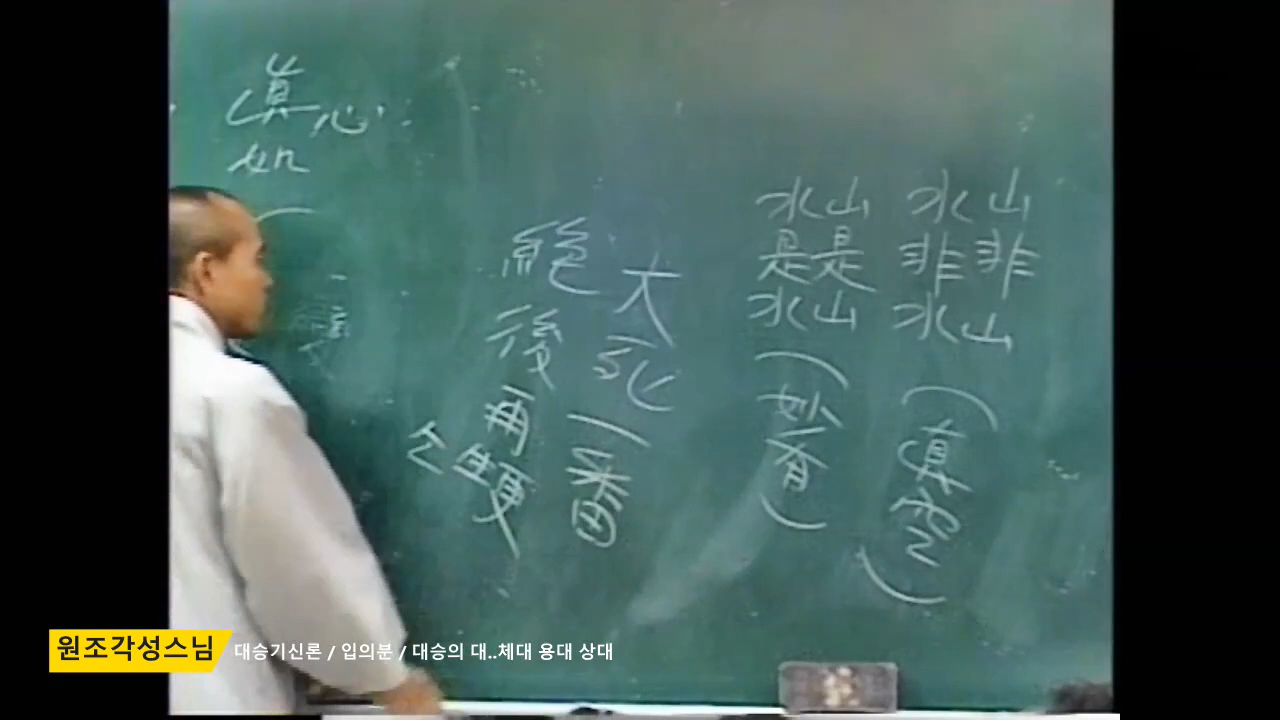 山非山
水非水
(眞空)
山是山
水是水
(妙有)
大死一番
絶後再甦
眞如
心
원조각성스님
대승기신론 / 입의분 / 대승의 대..체대 용대 상대